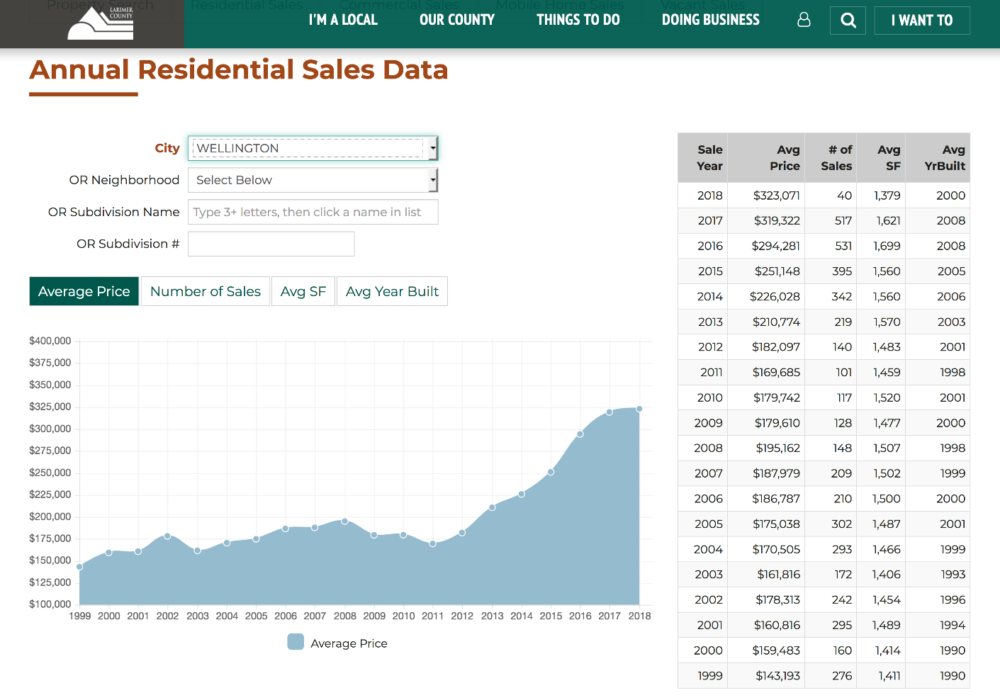 Property Search
Residential Sales
Commercial Sales
Mobile Home Sales
Vacant Sales
LARIMER
COUNTY
I'M A LOCAL
OUR COUNTY
THINGS TO DO
DOING BUSINESS
I WANT TO
Annual Residential Sales Data
City
WELLINGTON
OR Neighborhood
Select Below
OR Subdivision Name
Type 3+ letters, then click a name in list
OR Subdivision #
Average Price
Number of Sales
Avg SF
Avg Year Built
$400,000
$375,000
$350,000
$325,000
$300,000
$275,000
$250,000
$225,000
$200,000
$175,000
$150,000
$125,000
$100,000
1999 2000 2001 2002 2003 2004 2005 2006 2007 2008 2009 2010 2011 2012 2013 2014 2015 2016 2017 2018
Average Price
Sale Avg # of Avg Avg
Year Price Sales SF YrBuilt
2018 $323,071 40 1,379 2000
2017 $319,322 517 1,621 2008
2016 $294,281 531 1,699 2008
2015 $251,148 395 1,560 2005
2014 $226,028 342 1,560 2006
2013 $210,774 219 1,570 2003
2012 $182,097 140 1,483 2001
2011 $169,685 101 1,459 1998
2010 $179,742 117 1,520 2001
2009 $179,610 128 1,477 2000
2008 $195,162 148 1,507 1998
2007 $187,979 209 1,502 1999
2006 $186,787 210 1,500 2000
2005 $175,038 302 1,487 2001
2004 $170,505 293 1,466 1999
2003 $161,816 172 1,406 1993
2002 $178,313 242 1,454 1996
2001 $160,816 295 1,489 1994
2000 $159,483 160 1,414 1990
1999 $143,193 276 1,411 1990